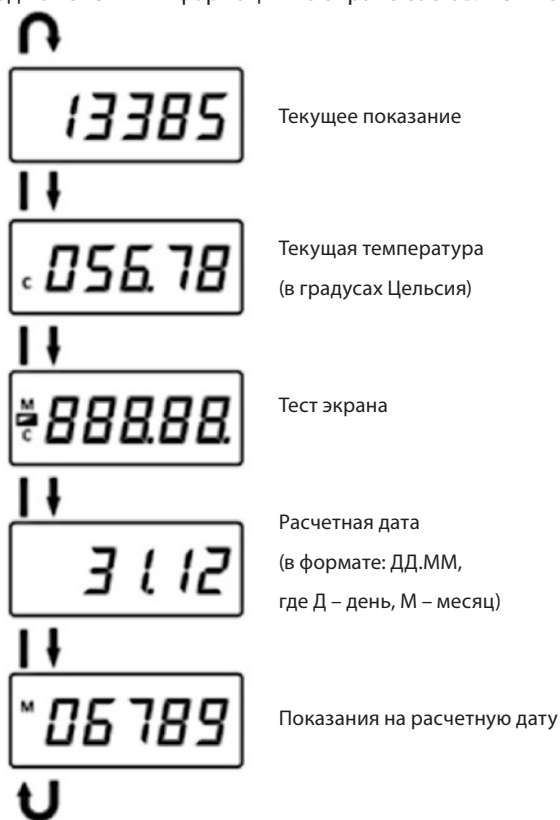 13385
Текущее показание
c 056.78
Текущая температура
(в градусах Цельсия)
M
C 888.88.
Тест экрана
31.12
Расчетная дата
(в формате: ДД.ММ,
где Д – день, М – месяц)
M 06789
Показания на расчетную дату